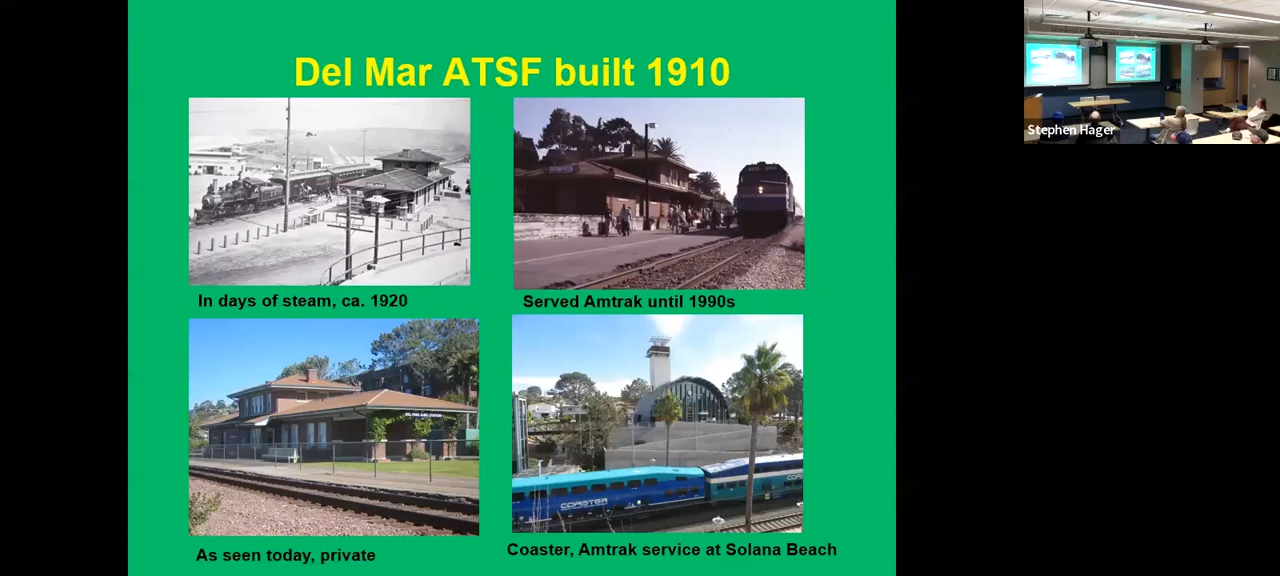 Del Mar ATSF built 1910
Stephen Hager
DELMAR
In days of steam, ca. 1920
Served Amtrak until 1990s
COASTER
As seen today, private
Coaster, Amtrak service at Solana Beach